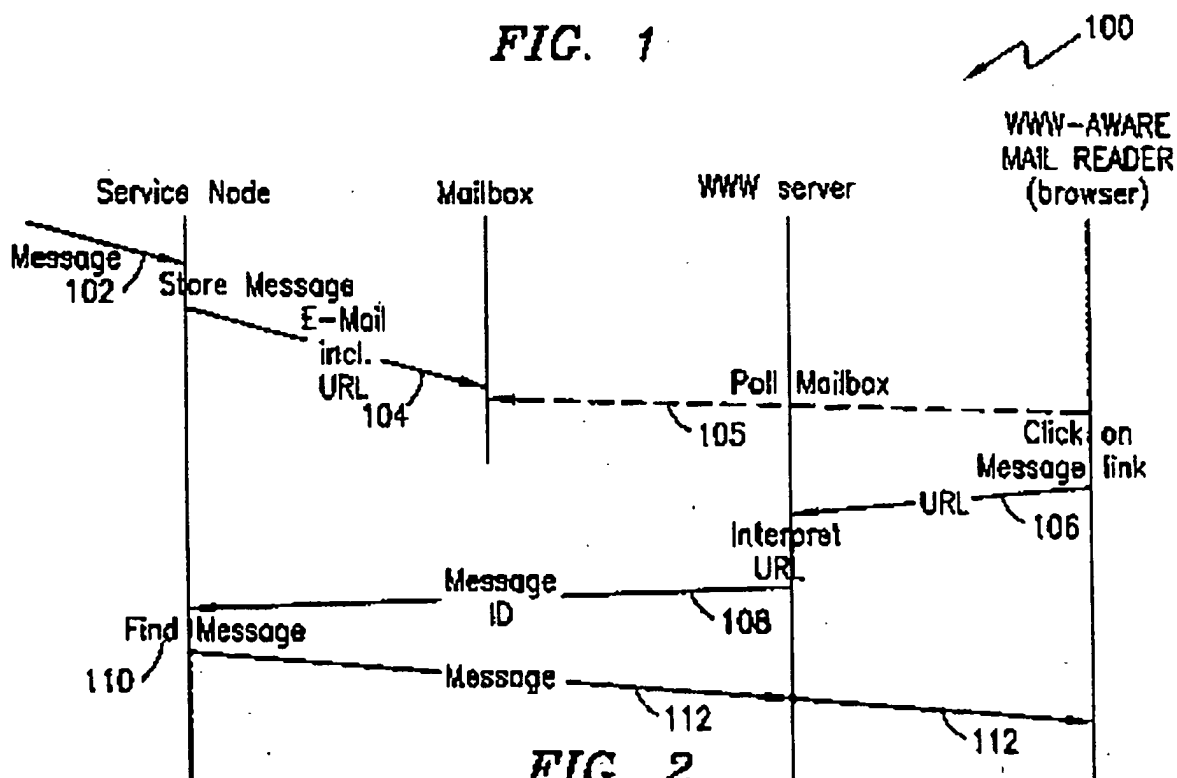 FIG. 1
100
WWW-AWARE
MAIL READER
(browser)
Service Node
Mailbox
WWW server
Message
102
Store Message
E-Mail
incl.
URL
104
Poll Mailbox
105
Click on
Message link
URL
106
Interpret
URL
Message
ID
108
Find Message
110
Message
112
112
FIG. 2